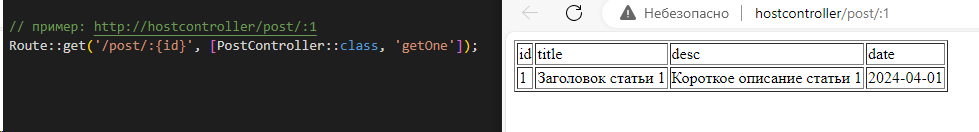 // пример: http://hostcontroller/post/:1
Route::get('/post/:{id}', [PostController::class, 'getOne']);
Небезопасно hostcontroller/post/:1
id title desc date
1 Заголовок статьи 1 Короткое описание статьи 1 2024-04-01